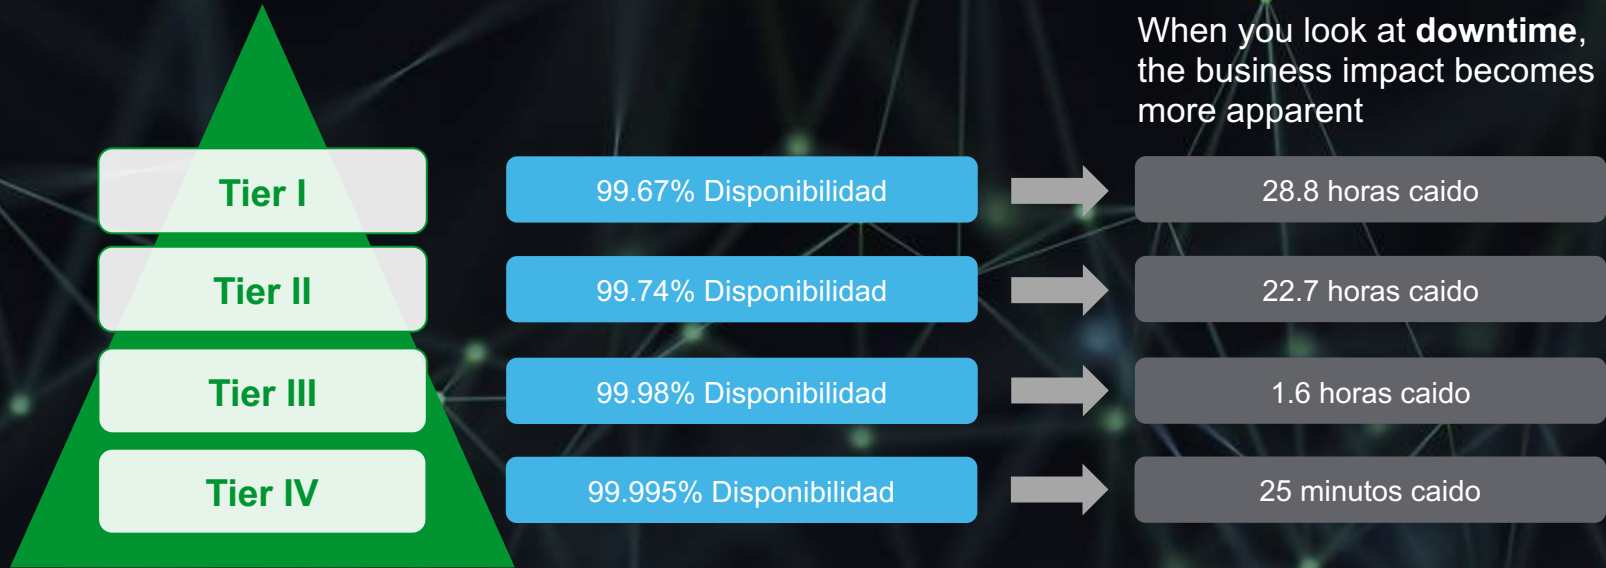 When you look at downtime,
the business impact becomes
more apparent
Tier I
99.67% Disponibilidad
28.8 horas caido
Tier II
99.74% Disponibilidad
22.7 horas caido
Tier III
99.98% Disponibilidad
1.6 horas caido
Tier IV
99.995% Disponibilidad
25 minutos caido